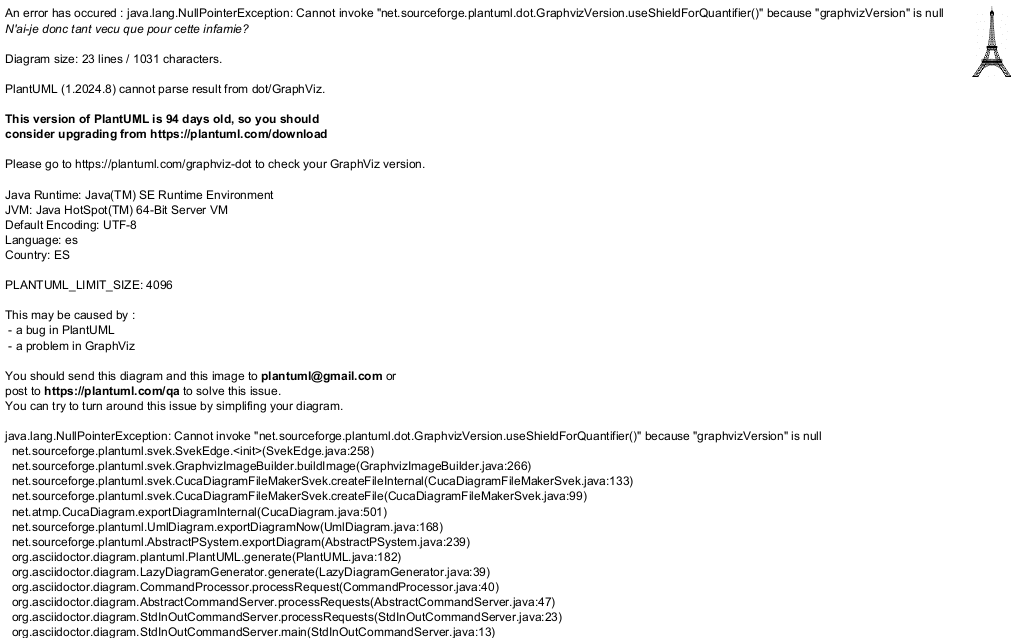 An error has occured : java.lang.NullPointerException: Cannot invoke "net.sourceforge.plantuml.dot.GraphvizVersion.useShieldForQuantifier()" because "graphvizVersion" is null
N'ai-je donc tant vecu que pour cette infamie?
Diagram size: 23 lines / 1031 characters.
PlantUML (1.2024.8) cannot parse result from dot/GraphViz.
This version of PlantUML is 94 days old, so you should
consider upgrading from https://plantuml.com/download
Please go to https://plantuml.com/graphviz-dot to check your GraphViz version.
Java Runtime: Java(TM) SE Runtime Environment
JVM: Java HotSpot(TM) 64-Bit Server VM
Default Encoding: UTF-8
Language: es
Country: ES
PLANTUML_LIMIT_SIZE: 4096
This may be caused by :
- a bug in PlantUML
- a problem in GraphViz
You should send this diagram and this image to plantuml@gmail.com or
post to https://plantuml.com/qa to solve this issue.
You can try to turn around this issue by simplifing your diagram.
java.lang.NullPointerException: Cannot invoke "net.sourceforge.plantuml.dot.GraphvizVersion.useShieldForQuantifier()" because "graphvizVersion" is null
net.sourceforge.plantuml.svek.SvekEdge.<init>(SvekEdge.java:258)
net.sourceforge.plantuml.svek.GraphvizImageBuilder.buildImage(GraphvizImageBuilder.java:266)
net.sourceforge.plantuml.svek.CucaDiagramFileMakerSvek.createFileInternal(CucaDiagramFileMakerSvek.java:133)
net.sourceforge.plantuml.svek.CucaDiagramFileMakerSvek.createFile(CucaDiagramFileMakerSvek.java:99)
net.atmp.CucaDiagram.exportDiagramInternal(CucaDiagram.java:501)
net.sourceforge.plantuml.UmlDiagram.exportDiagramNow(UmlDiagram.java:168)
net.sourceforge.plantuml.AbstractPSystem.exportDiagram(AbstractPSystem.java:239)
org.asciidoctor.diagram.plantuml.PlantUML.generate(PlantUML.java:182)
org.asciidoctor.diagram.LazyDiagramGenerator.generate(LazyDiagramGenerator.java:39)
org.asciidoctor.diagram.CommandProcessor.processRequest(CommandProcessor.java:40)
org.asciidoctor.diagram.AbstractCommandServer.processRequests(AbstractCommandServer.java:47)
org.asciidoctor.diagram.StdInOutCommandServer.processRequests(StdInOutCommandServer.java:23)
org.asciidoctor.diagram.StdInOutCommandServer.main(StdInOutCommandServer.java:13)